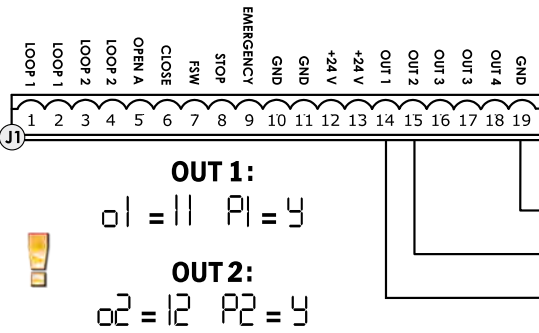 LOOP 1 LOOP 1 LOOP 2 LOOP 2 OPEN A CLOSE FSW STOP EMERGENCY GND GND +24 V +24 V OUT 1 OUT 2 OUT 3 OUT 3 OUT 4 GND
1 2 3 4 5 6 7 8 9 10 11 12 13 14 15 16 17 18 19
J1
OUT 1:
o1 = 11 P1 = Y
OUT 2:
o2 = 12 P2 = Y